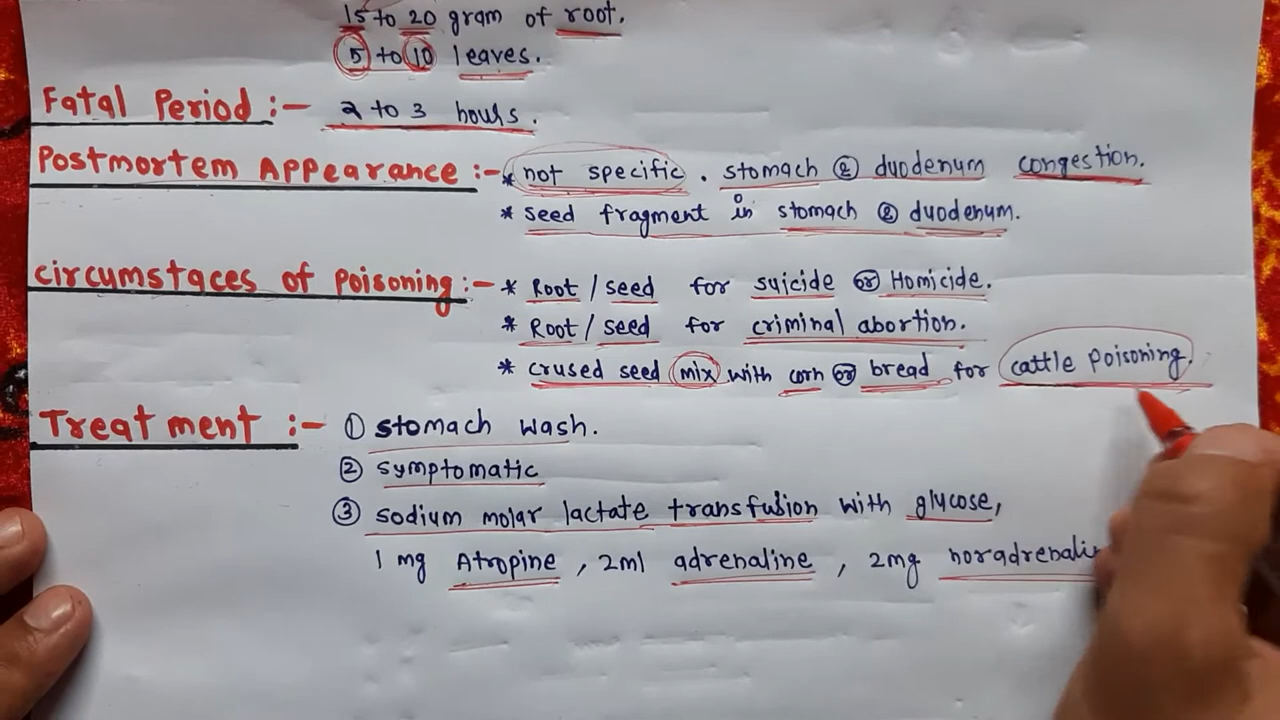 15 to 20 gram of root.
5 to 10 leaves.
Fatal Period :- 2 to 3 hours.
Postmortem Appearance :- * not specific. stomach & duodenum congestion.
* seed fragment in stomach & duodenum.
circumstaces of poisoning :- * Root / seed for suicide or Homicide.
* Root / seed for criminal abortion.
* crused seed mix with corn or bread for cattle poisoning.
Treatment :- ① stomach wash.
② symptomatic
③ sodium molar lactate transfusion with glucose,
1 mg Atropine , 2ml adrenaline , 2mg noradrenalin